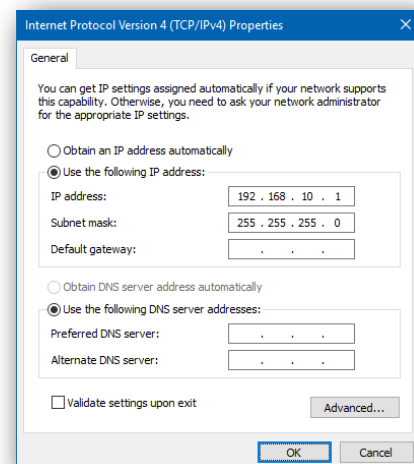 Internet Protocol Version 4 (TCP/IPv4) Properties
General
You can get IP settings assigned automatically if your network supports
this capability. Otherwise, you need to ask your network administrator
for the appropriate IP settings.
Obtain an IP address automatically
Use the following IP address:
IP address: 192 . 168 . 10 . 1
Subnet mask: 255 . 255 . 255 . 0
Default gateway: . . .
Obtain DNS server address automatically
Use the following DNS server addresses:
Preferred DNS server: . . .
Alternate DNS server: . . .
Validate settings upon exit
Advanced...
OK Cancel